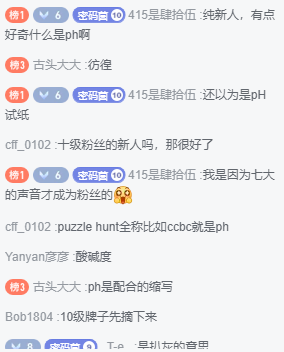 榜1 6 密码菌 10 415是肆拾伍 :纯新人，有点
好奇什么是ph啊
榜3 古头大大 :彷徨
榜1 6 密码菌 10 415是肆拾伍 :还以为是pH
试纸
cff_0102 :十级粉丝的新人吗，那很好了
榜1 6 密码菌 10 415是肆拾伍 :我是因为七大
的声音才成为粉丝的
cff_0102 :puzzle hunt全称比如ccbc就是ph
Yanyan彦彦 :酸碱度
榜3 古头大大 :ph是配合的缩写
Bob1804 :10级牌子先摘下来
8 密码菌 9 T-e_ :是扒灰的意思